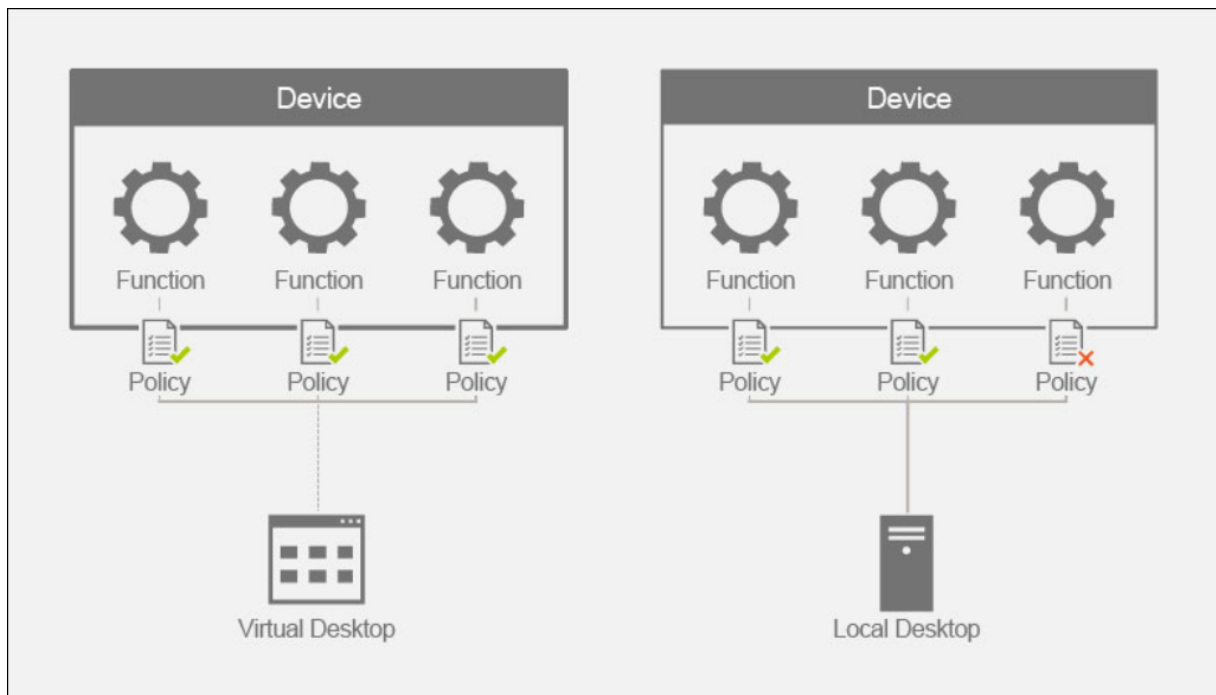 Device
Function Function Function
Policy Policy Policy
Virtual Desktop
Device
Function Function Function
Policy Policy Policy
Local Desktop